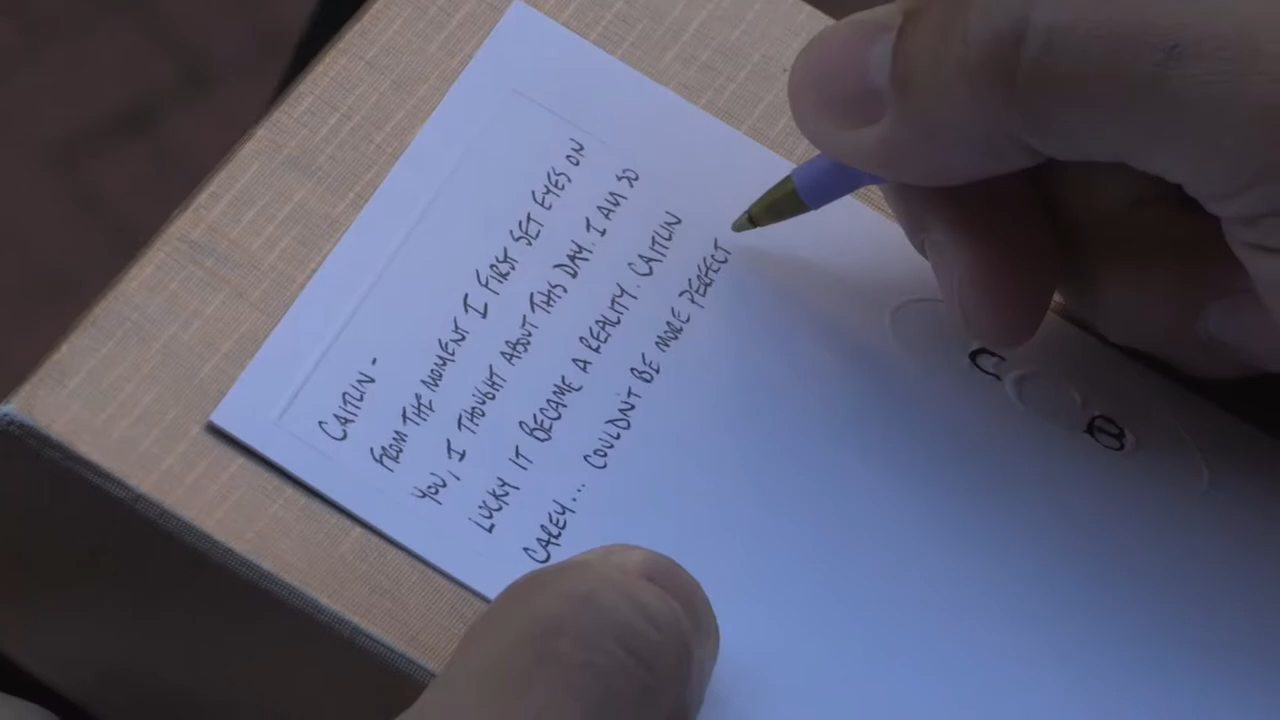 CAITLIN -
FROM THE MOMENT I FIRST SET EYES ON
YOU, I THOUGHT ABOUT THIS DAY. I AM SO
LUCKY IT BECAME A REALITY. CAITLIN
CAREY... COULDN'T BE MORE PERFECT
C @